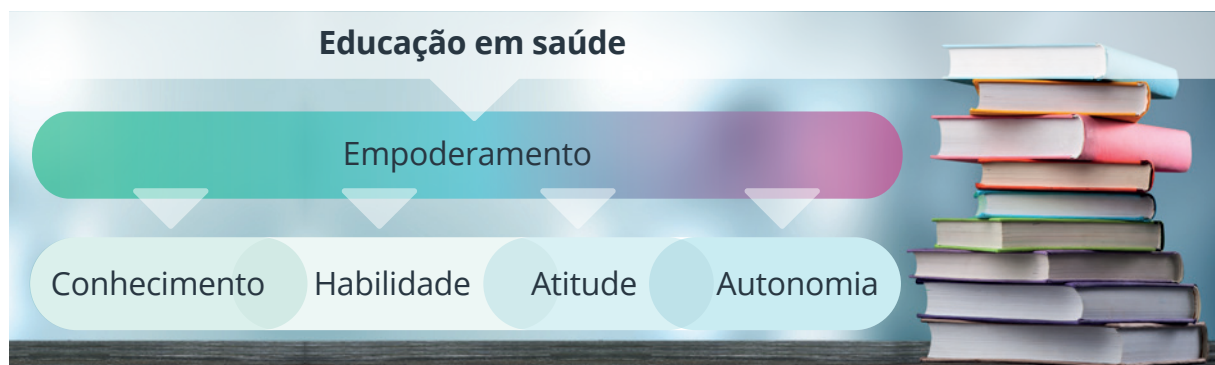 Educação em saúde
Empoderamento
Conhecimento Habilidade Atitude Autonomia